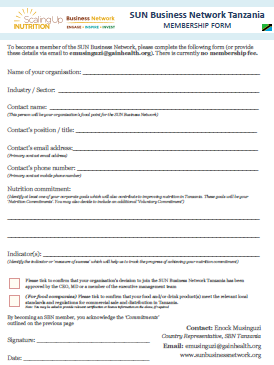 Scaling Up
NUTRITION
Business Network
ENGAGE • INSPIRE • INVEST
SUN Business Network Tanzania
MEMBERSHIP FORM
To become a member of the SUN Business Network, please complete the following form (or provide
these details via email to emusinguzi@gainhealth.org). There is currently no membership fee.
Name of your organisation:
Industry / Sector:
Contact name:
(This person will be your organisation's focal point for the SUN Business Network)
Contact's position / title:
Contact's email address:
(Primary contact email address)
Contact's phone number:
(Primary contact mobile phone number)
Nutrition commitment:
(Identify at least one of your corporate goals which will also contribute to improving nutrition in Tanzania. These goals will be your
'Nutrition Commitments'. You may also decide to include an additional 'Voluntary Commitment')
Indicator(s):
(Identify the indicator or 'measure of success' which will help us to track the progress of achieving your nutrition commitment)
Please tick to confirm that your organisation's decision to join the SUN Business Network Tanzania has been
approved by the CEO, MD or a member of the executive management team
(For food companies) Please tick to confirm that your food and/or drink product(s) meet the relevant local
standards and regulations for commercial sale and distribution in Tanzania.
By becoming an SBN member, you acknowledge the 'Commitments'
outlined on the previous page
Signature:
Date:
Contact: Enock Musinguzi
Country Representative, SBN Tanzania
Email: emusinguzi@gainhealth.org
www.sunbusinessnetwork.org